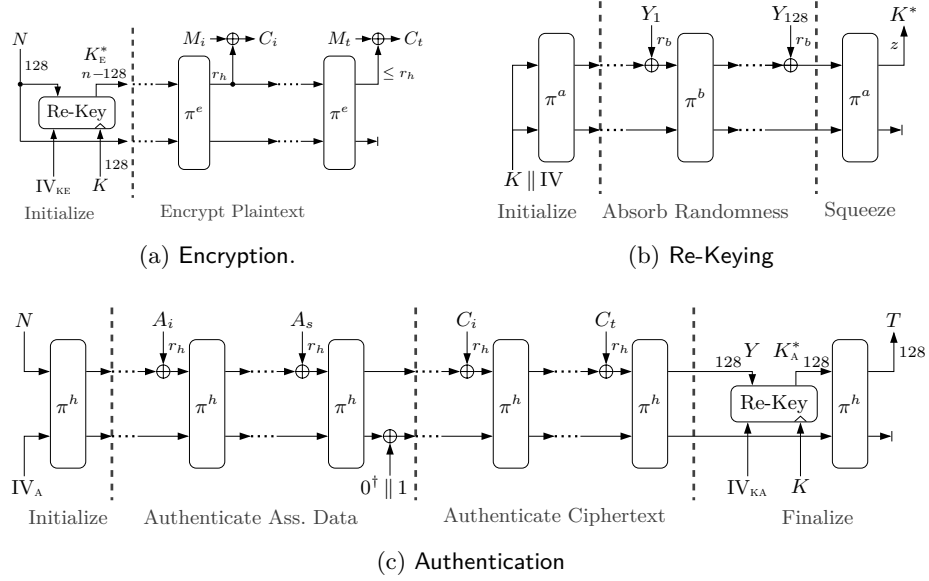 N
128
K*_E
n−128
Re-Key
IV_KE
K
128
Initialize
M_i
C_i
r_h
π^e
π^e
M_t
C_t
≤ r_h
Encrypt Plaintext
(a) Encryption.
K ∥ IV
π^a
Initialize
Y_1
r_b
π^b
Y_128
r_b
Absorb Randomness
π^a
z
K*
Squeeze
(b) Re-Keying
N
IV_A
π^h
Initialize
A_i
r_h
π^h
A_s
r_h
π^h
0^† ∥ 1
Authenticate Ass. Data
C_i
r_h
π^h
C_t
r_h
π^h
Authenticate Ciphertext
128
Y
K*_A
128
Re-Key
IV_KA
K
π^h
T
128
Finalize
(c) Authentication